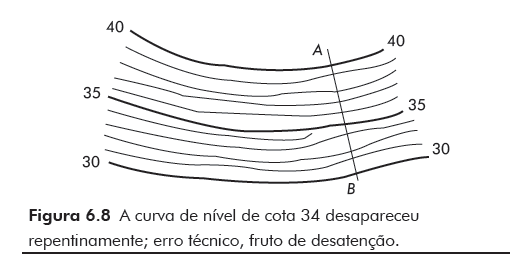 40
A
40
35
35
30
30
B
Figura 6.8 A curva de nível de cota 34 desapareceu
repentinamente; erro técnico, fruto de desatenção.